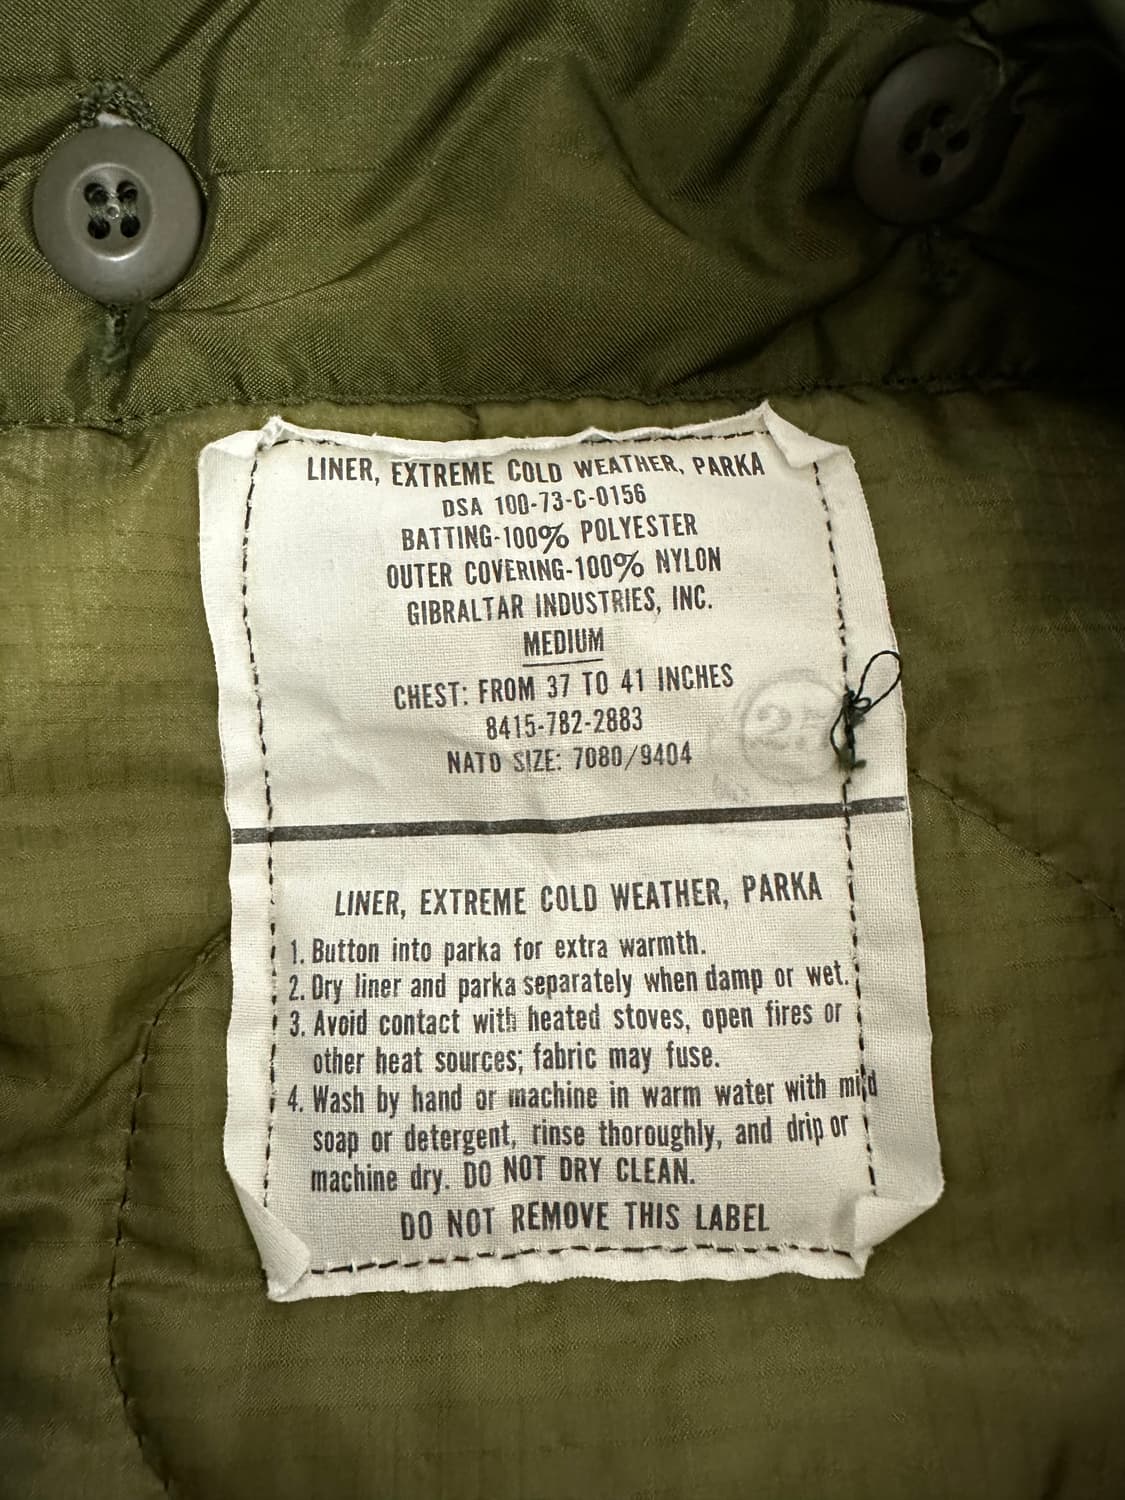 LINER, EXTREME COLD WEATHER, PARKA
DSA 100-73-C-0156
BATTING-100% POLYESTER
OUTER COVERING-100% NYLON
GIBRALTAR INDUSTRIES, INC.
MEDIUM
CHEST: FROM 37 TO 41 INCHES
8415-782-2883
NATO SIZE: 7080/9404
LINER, EXTREME COLD WEATHER, PARKA
1. Button into parka for extra warmth.
2. Dry liner and parka separately when damp or wet.
3. Avoid contact with heated stoves, open fires or
other heat sources; fabric may fuse.
4. Wash by hand or machine in warm water with mild
soap or detergent, rinse thoroughly, and drip or
machine dry. DO NOT DRY CLEAN.
DO NOT REMOVE THIS LABEL